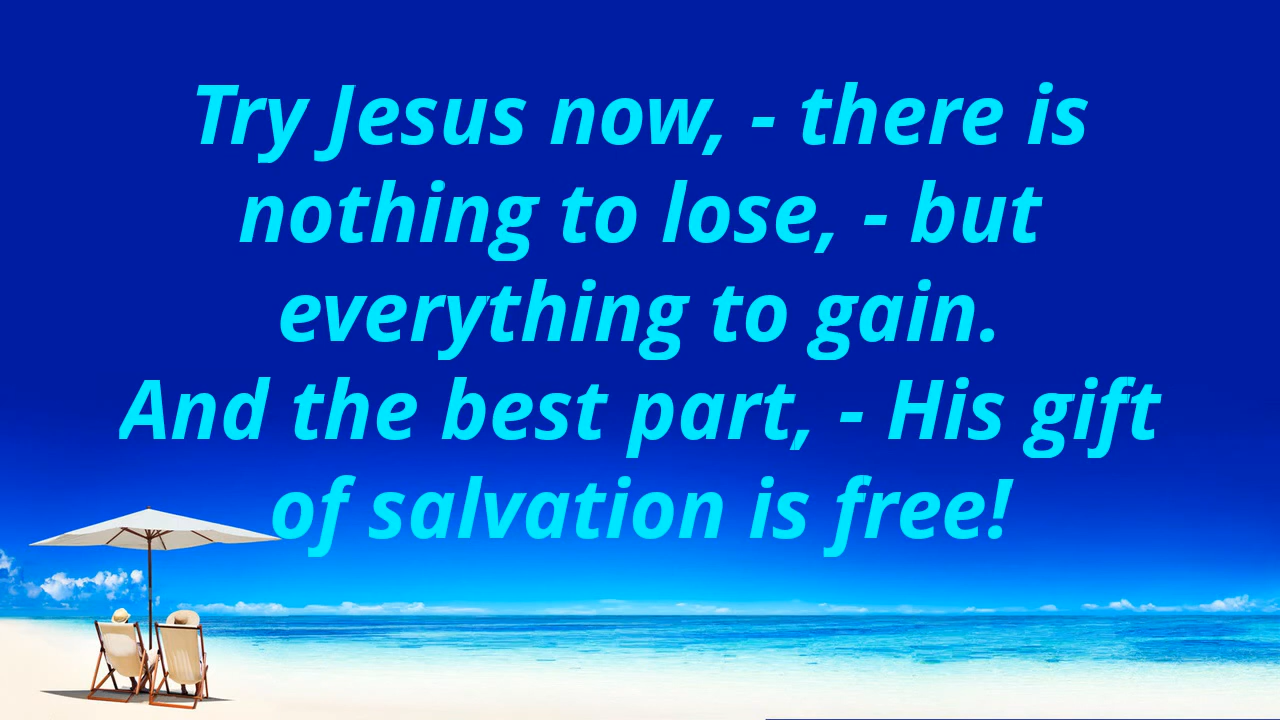 Try Jesus now, - there is
nothing to lose, - but
everything to gain.
And the best part, - His gift
of salvation is free!